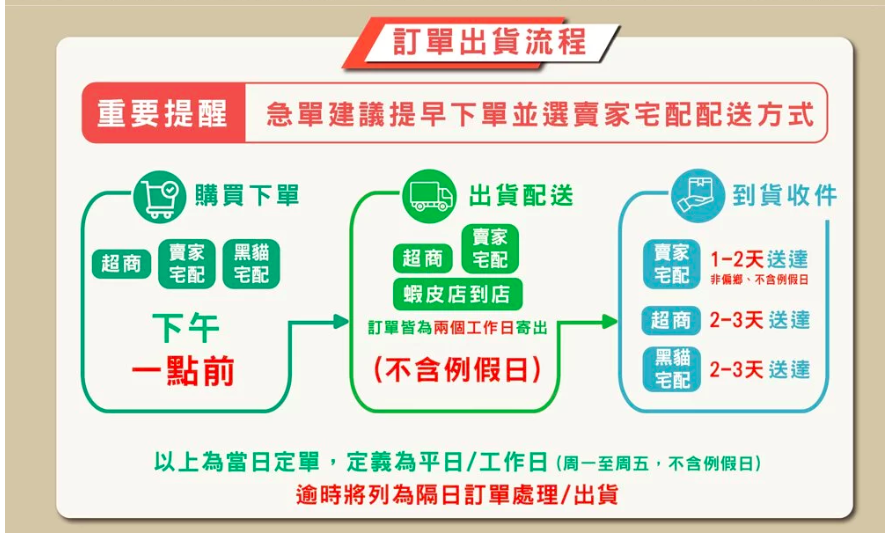 訂單出貨流程
重要提醒
急單建議提早下單並選賣家宅配配送方式
購買下單
超商
賣家
宅配
黑貓
宅配
下午
一點前
出貨配送
超商
賣家
宅配
蝦皮店到店
訂單皆為兩個工作日寄出
(不含例假日)
到貨收件
賣家
宅配
1-2天送達
非偏鄉、不含例假日
超商
2-3天送達
黑貓
宅配
2-3天送達
以上為當日定單，定義為平日/工作日(周一至周五，不含例假日)
逾時將列為隔日訂單處理/出貨